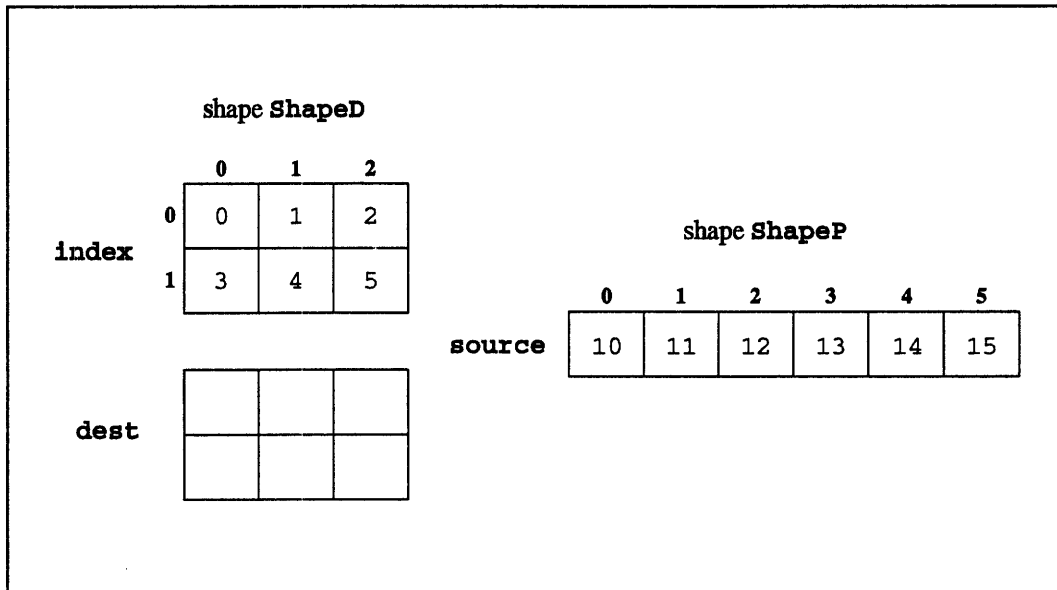 shape ShapeD
0 1 2
0 0 1 2
index
1 3 4 5
shape ShapeP
0 1 2 3 4 5
source 10 11 12 13 14 15
dest